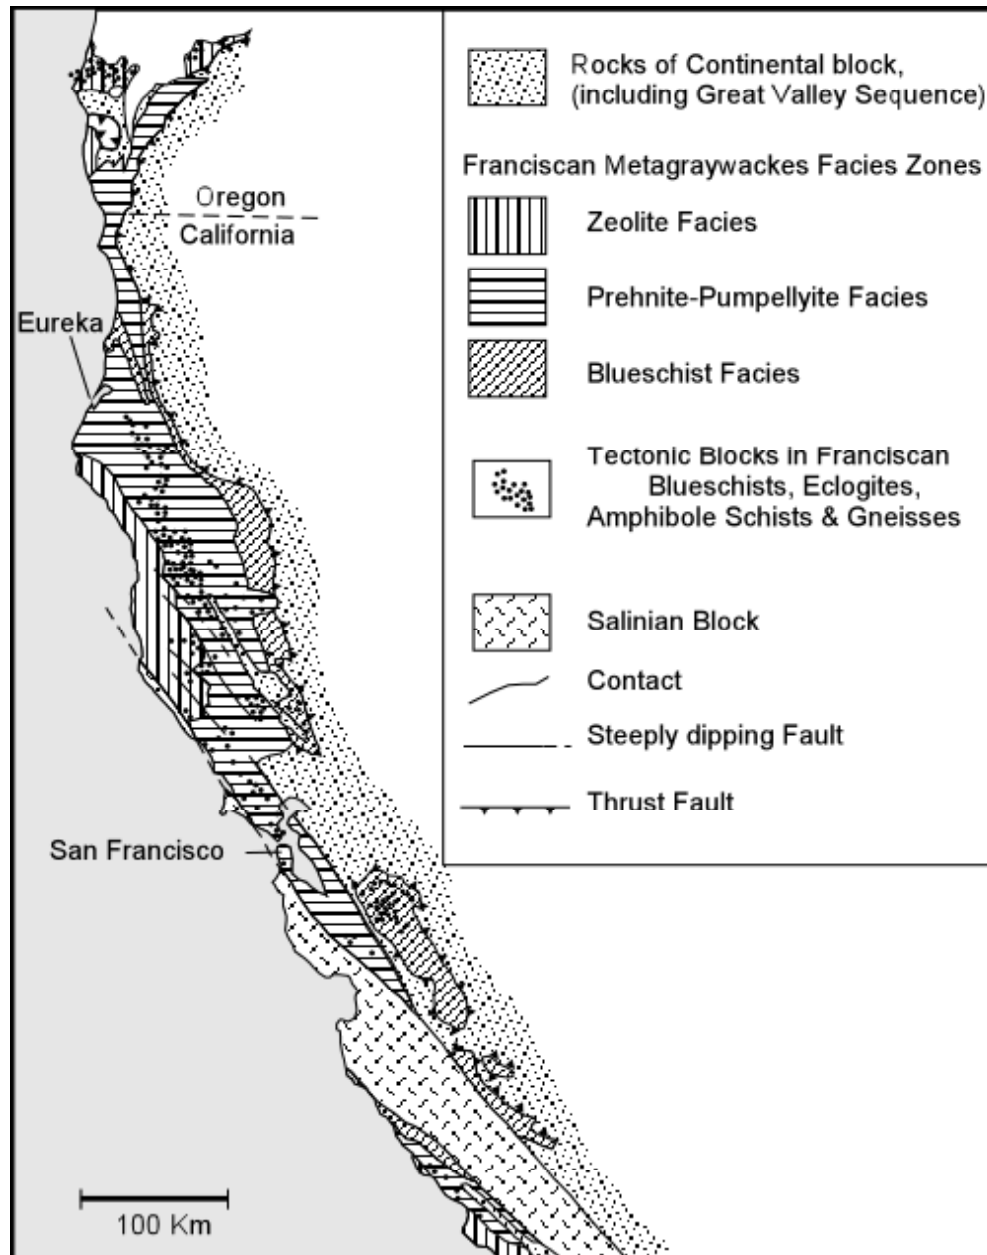 Rocks of Continental block,
(including Great Valley Sequence)
Franciscan Metagraywackes Facies Zones
Zeolite Facies
Prehnite-Pumpellyite Facies
Blueschist Facies
Tectonic Blocks in Franciscan
Blueschists, Eclogites,
Amphibole Schists & Gneisses
Salinian Block
Contact
Steeply dipping Fault
Thrust Fault
Oregon
California
Eureka
San Francisco
100 Km